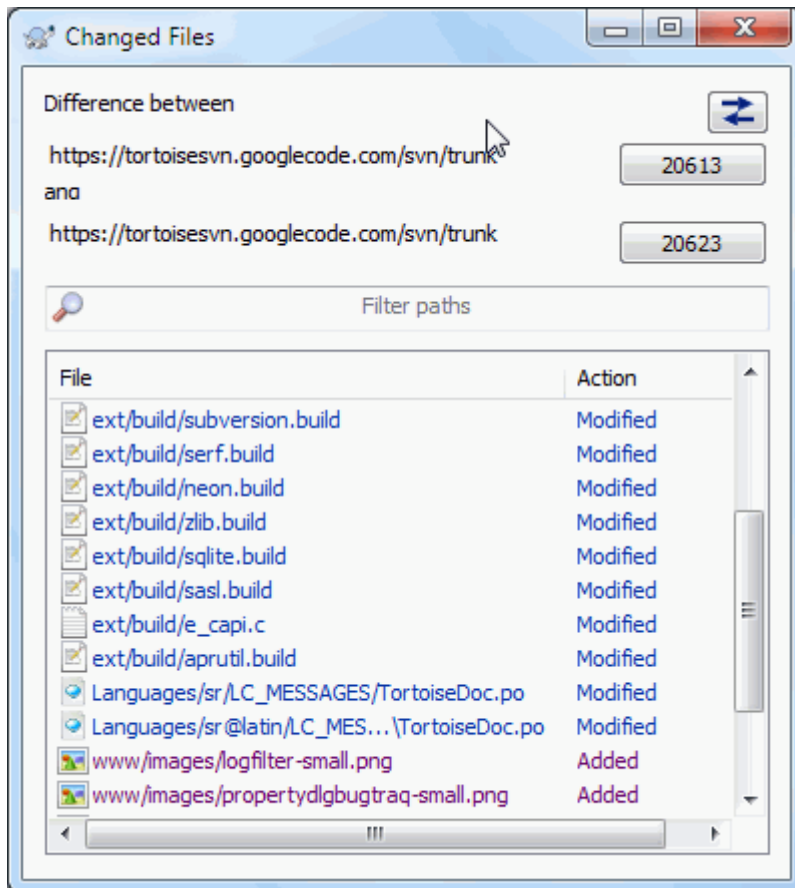 Changed Files
Difference between
https://tortoisesvn.googlecode.com/svn/trunk
20613
and
https://tortoisesvn.googlecode.com/svn/trunk
20623
Filter paths
File Action
ext/build/subversion.build Modified
ext/build/serf.build Modified
ext/build/neon.build Modified
ext/build/zlib.build Modified
ext/build/sqlite.build Modified
ext/build/sasl.build Modified
ext/build/e_capi.c Modified
ext/build/aprutil.build Modified
Languages/sr/LC_MESSAGES/TortoiseDoc.po Modified
Languages/sr@latin/LC_MES...\TortoiseDoc.po Modified
www/images/logfilter-small.png Added
www/images/propertydlgbugtraq-small.png Added